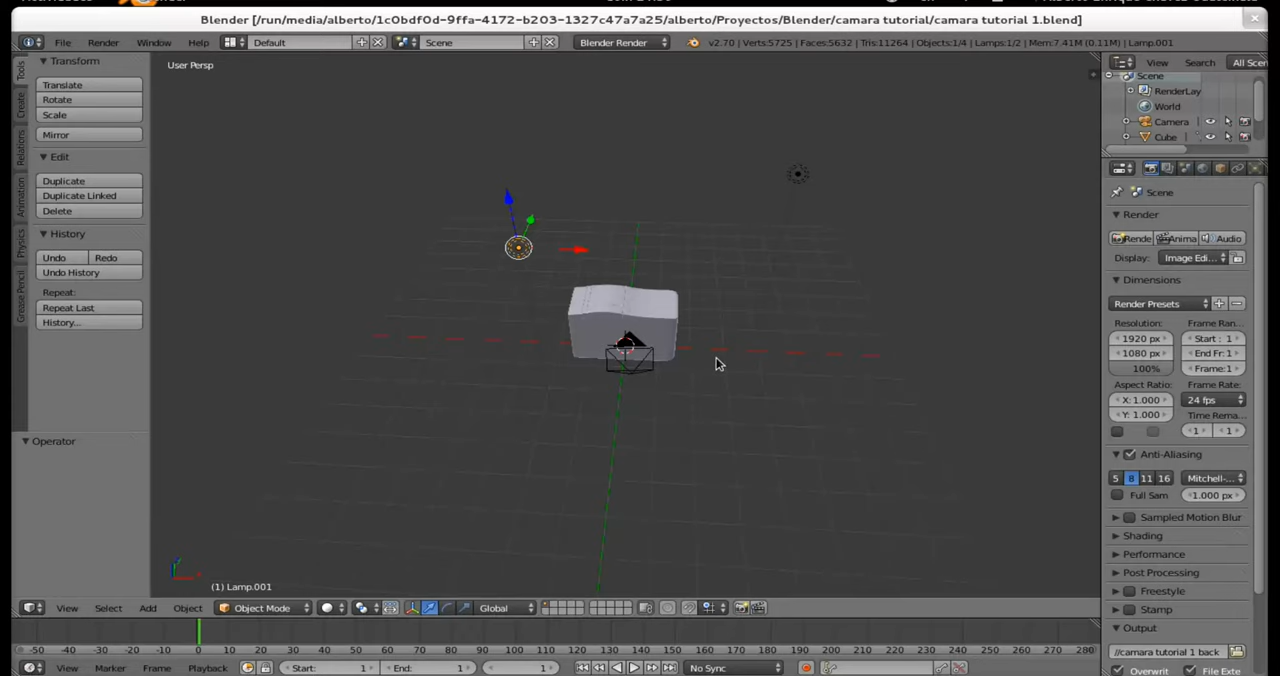 Blender [/run/media/alberto/1c0bdf0d-9ffa-4172-b203-1327c47a7a25/alberto/Proyectos/Blender/camara tutorial/camara tutorial 1.blend]
File Render Window Help Default Scene Blender Render v2.70 | Verts:5725 | Faces:5632 | Tris:11264 | Objects:1/4 | Lamps:1/2 | Mem:7.41M (0.11M) | Lamp.001
Tools
Create
Relations
Animation
Physics
Grease Pencil
Transform
Translate
Rotate
Scale
Mirror
Edit
Duplicate
Duplicate Linked
Delete
History
Undo Redo
Undo History
Repeat:
Repeat Last
History...
Operator
User Persp
(1) Lamp.001
View Search All Scen
Scene
RenderLay
World
Camera
Cube
Scene
Render
Rende Anima Audio
Display: Image Edi...
Dimensions
Render Presets
Resolution: Frame Ran...
1920 px Start: 1
1080 px End Fr: 1
100% Frame:1
Aspect Ratio: Frame Rate:
X: 1.000 24 fps
Y: 1.000 Time Rema...
1 1
Anti-Aliasing
5 8 11 16 Mitchell-...
Full Sam 1.000 px
Sampled Motion Blur
Shading
Performance
Post Processing
Freestyle
Stamp
Output
//camara tutorial 1 back
Overwrit File Exte
View Select Add Object Object Mode Global
-50 -40 -30 -20 -10 0 10 20 30 40 50 60 70 80 90 100 110 120 130 140 150 160 170 180 190 200 210 220 230 240 250 260 270 280
View Marker Frame Playback Start: 1 End: 1 1 No Sync